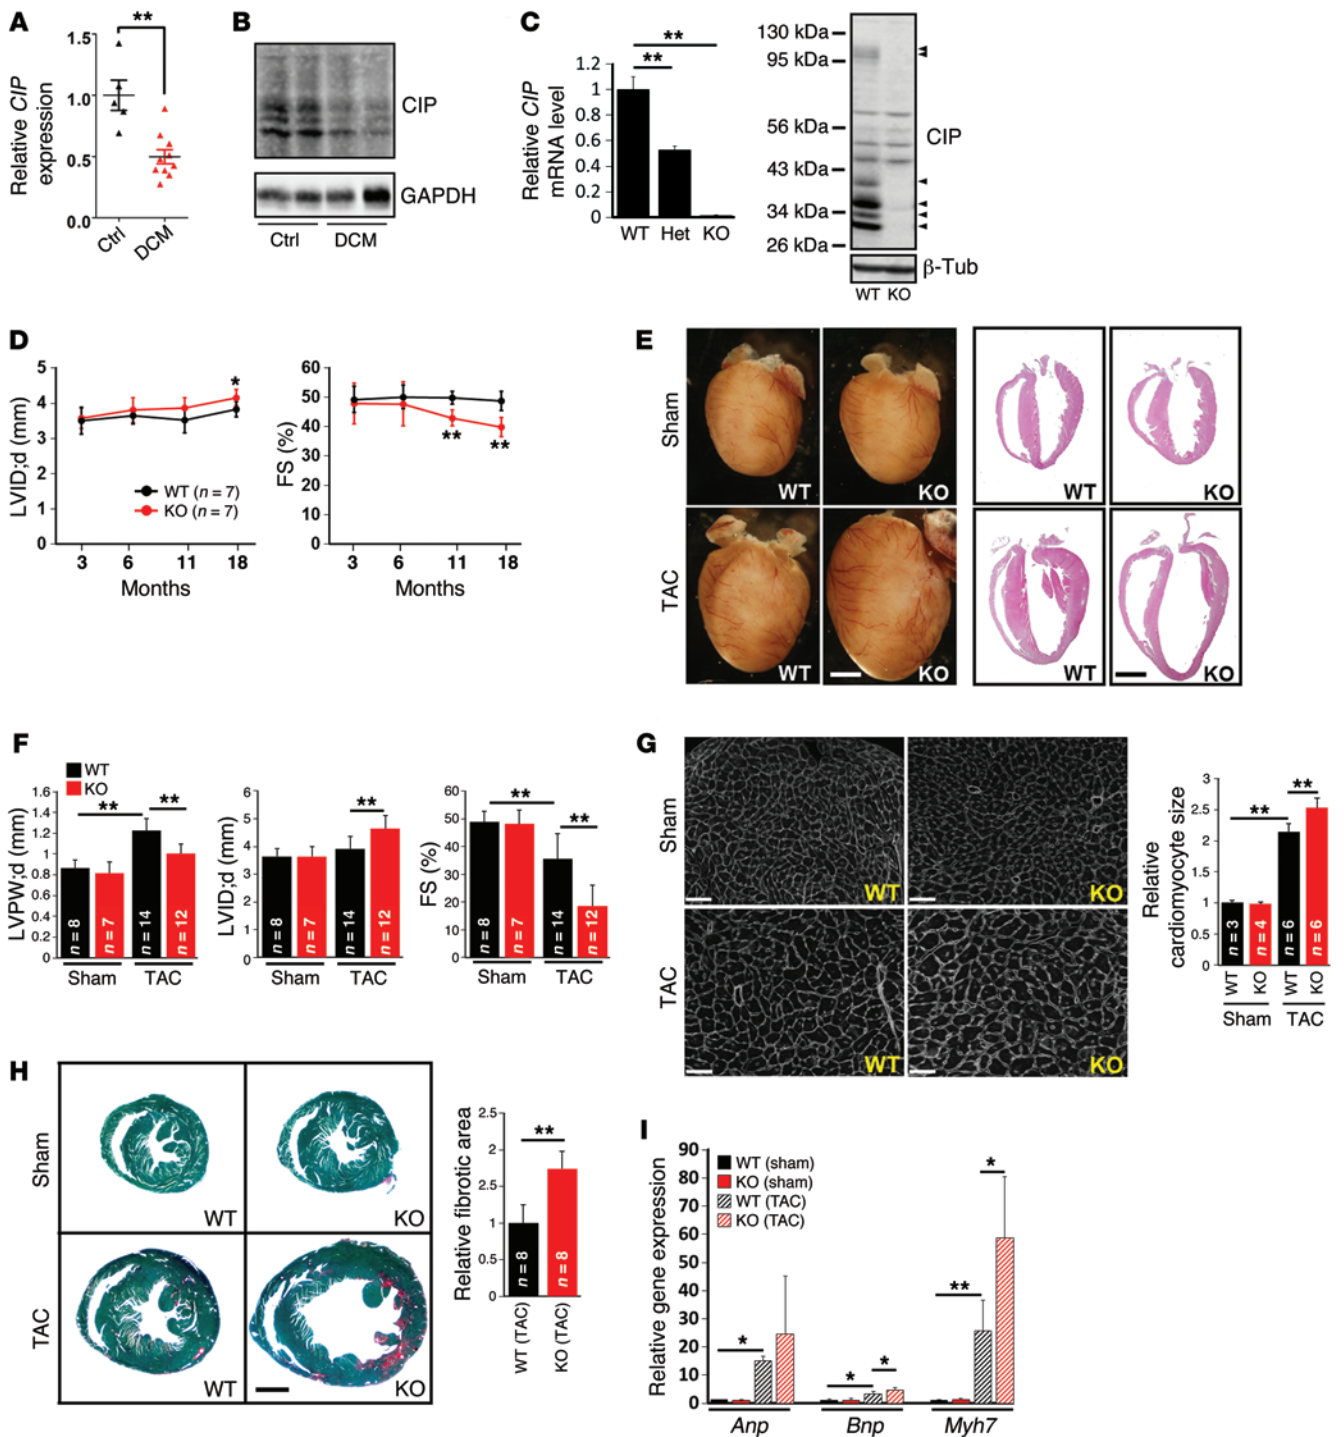 A
**
Relative CIP expression
1.5
1.0
0.5
0.0
Ctrl
DCM
B
CIP
GAPDH
Ctrl
DCM
C
**
**
Relative CIP
mRNA level
1.2
1
0.8
0.6
0.4
0.2
0
WT Het KO
130 kDa
95 kDa
56 kDa
43 kDa
34 kDa
26 kDa
CIP
β-Tub
WT KO
D
LVID;d (mm)
5
4
3
2
1
0
*
WT (n = 7)
KO (n = 7)
3 6 11 18
Months
FS (%)
60
50
40
30
20
10
0
**
**
3 6 11 18
Months
E
Sham
WT
KO
WT
KO
TAC
WT
KO
WT
KO
F
WT
KO
LVPW;d (mm)
1.6
1.4
1.2
1
0.8
0.6
0.4
0.2
0
**
**
n = 8
n = 7
n = 14
n = 12
Sham TAC
LVID;d (mm)
6
5
4
3
2
1
0
**
n = 8
n = 7
n = 14
n = 12
Sham TAC
FS (%)
60
50
40
30
20
10
0
**
**
n = 8
n = 7
n = 14
n = 12
Sham TAC
G
Sham
WT
KO
TAC
WT
KO
Relative
cardiomyocyte size
3
2.5
2
1.5
1
0.5
0
**
**
n = 3
n = 4
n = 6
n = 6
WT
KO
WT
KO
Sham TAC
H
Sham
WT
KO
TAC
WT
KO
Relative fibrotic area
2.5
2
1.5
1
0.5
0
**
n = 8
n = 8
WT (TAC)
KO (TAC)
I
Relative gene expression
90
80
70
60
50
40
30
20
10
0
WT (sham)
KO (sham)
WT (TAC)
KO (TAC)
*
*
*
**
*
Anp
Bnp
Myh7